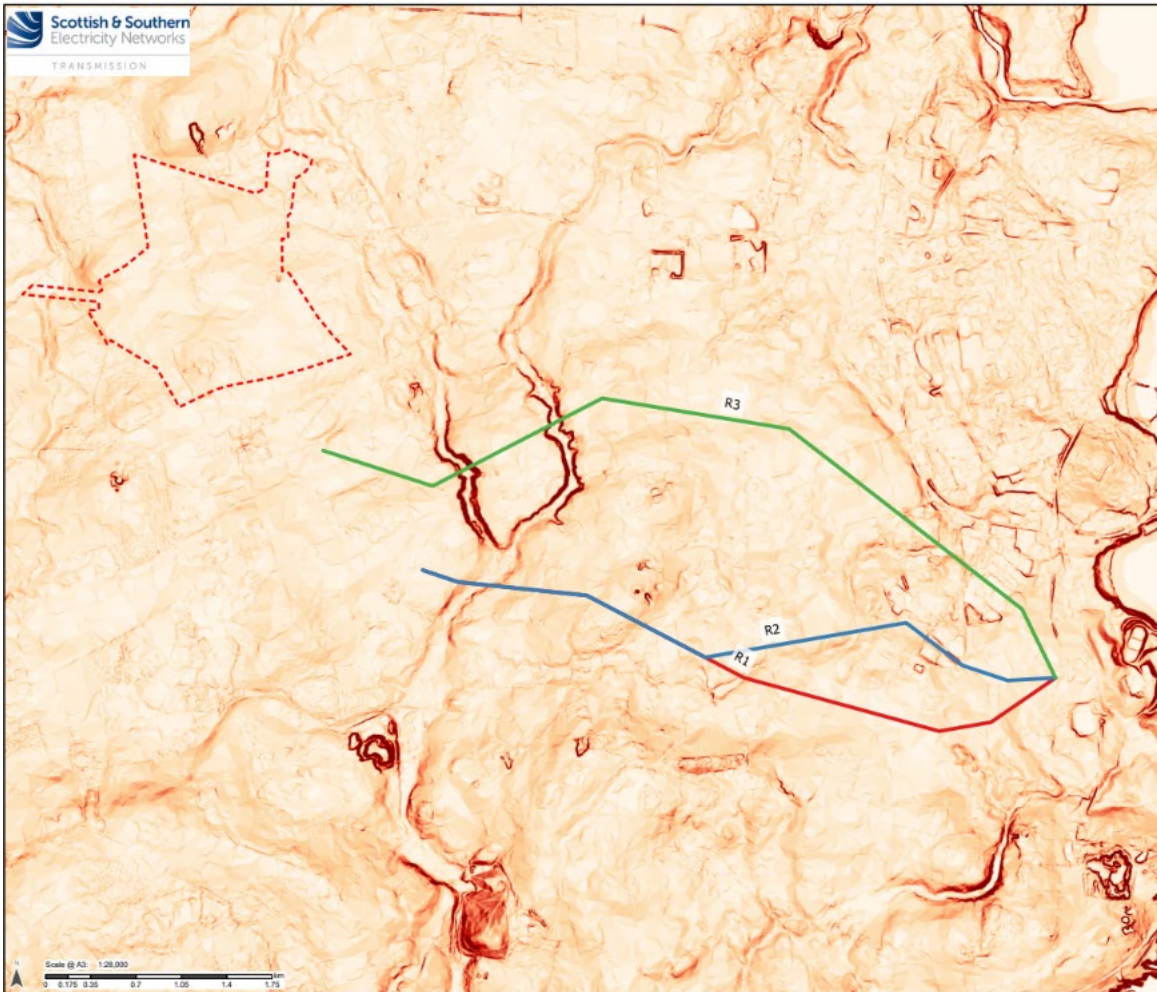 Scottish & Southern
Electricity Networks
TRANSMISSION
R3
R2
R1
Scale @ A3: 1:28,000
km
0 0.175 0.35 0.7 1.05 1.4 1.75
N